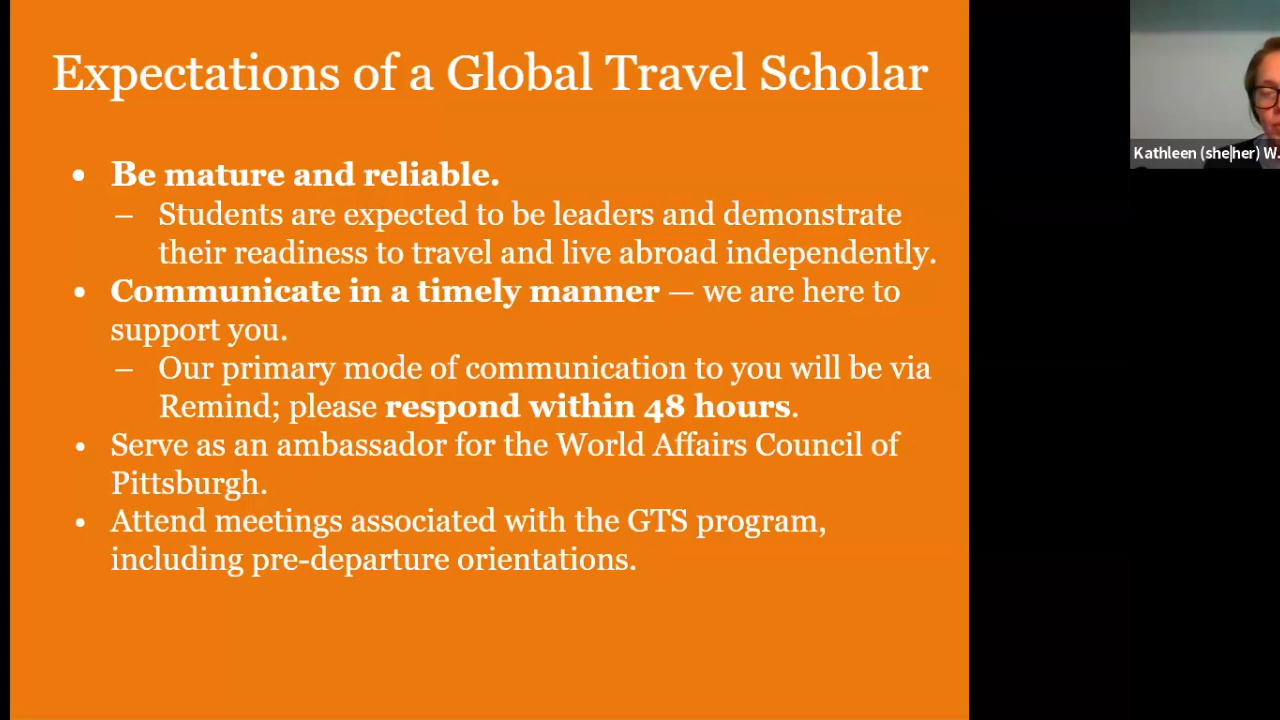 Expectations of a Global Travel Scholar
• Be mature and reliable.
– Students are expected to be leaders and demonstrate
their readiness to travel and live abroad independently.
• Communicate in a timely manner — we are here to
support you.
– Our primary mode of communication to you will be via
Remind; please respond within 48 hours.
• Serve as an ambassador for the World Affairs Council of
Pittsburgh.
• Attend meetings associated with the GTS program,
including pre-departure orientations.
Kathleen (she|her) W.